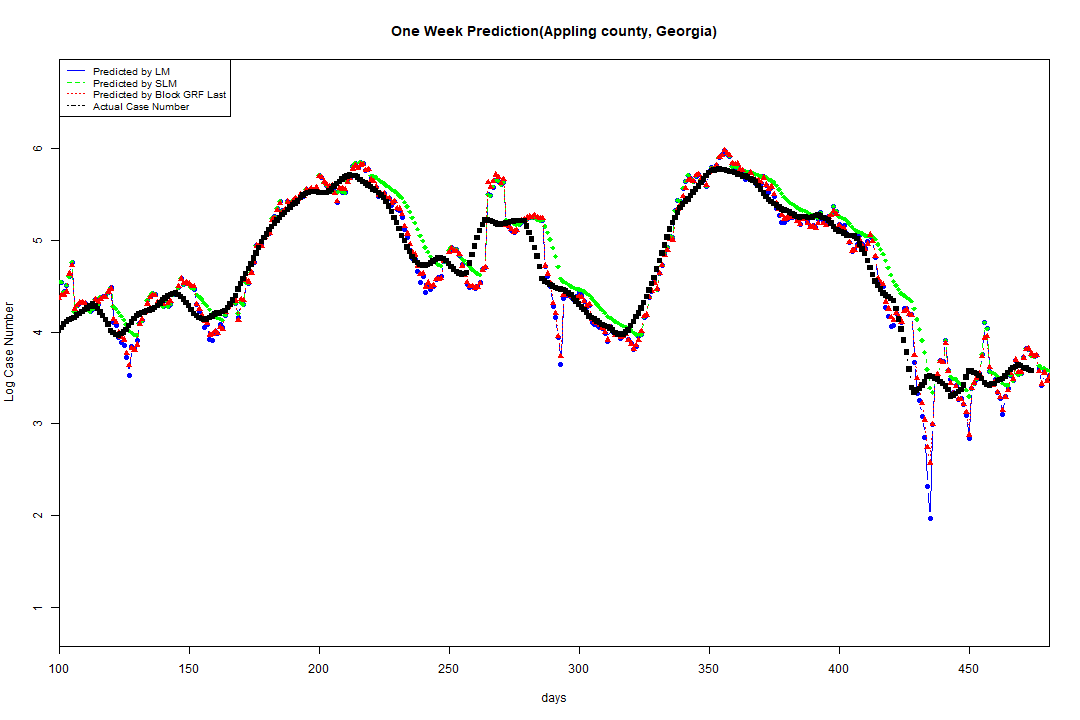 One Week Prediction(Appling county, Georgia)
Predicted by LM
Predicted by SLM
Predicted by Block GRF Last
Actual Case Number
6
5
4
3
2
1
Log Case Number
100 150 200 250 300 350 400 450
days